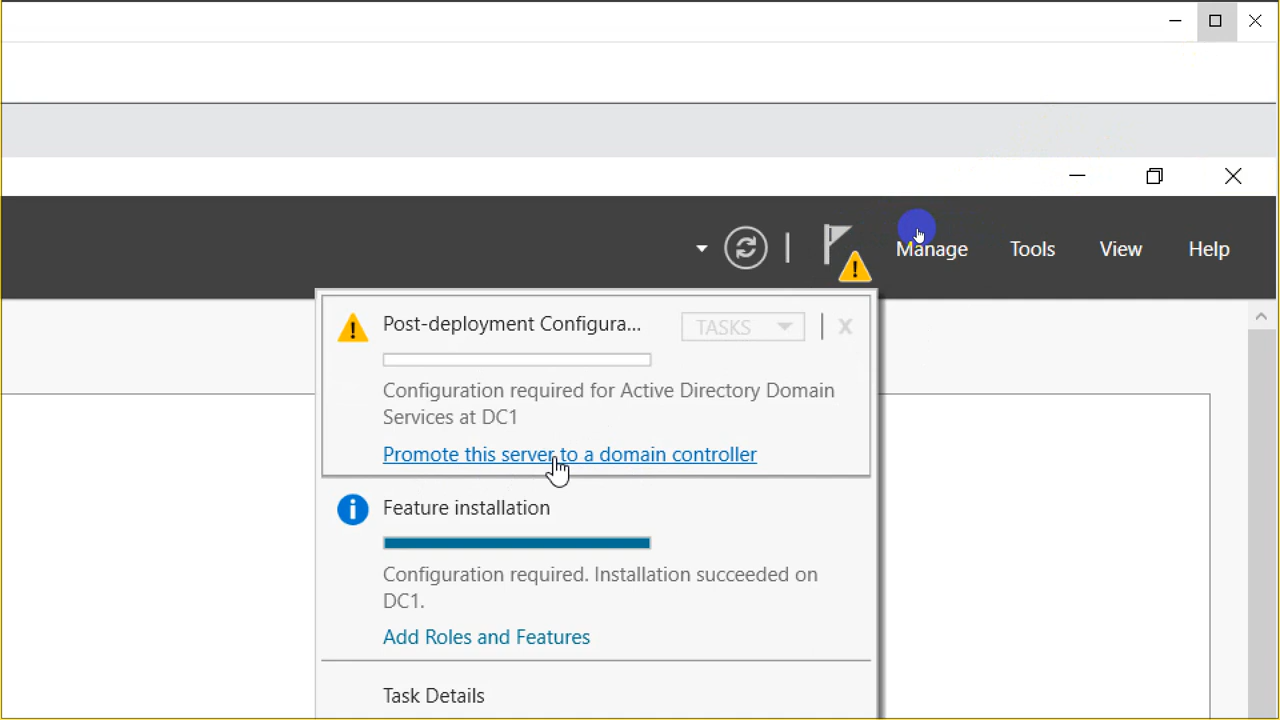 Manage Tools View Help
Post-deployment Configura... TASKS
Configuration required for Active Directory Domain
Services at DC1
Promote this server to a domain controller
Feature installation
Configuration required. Installation succeeded on
DC1.
Add Roles and Features
Task Details